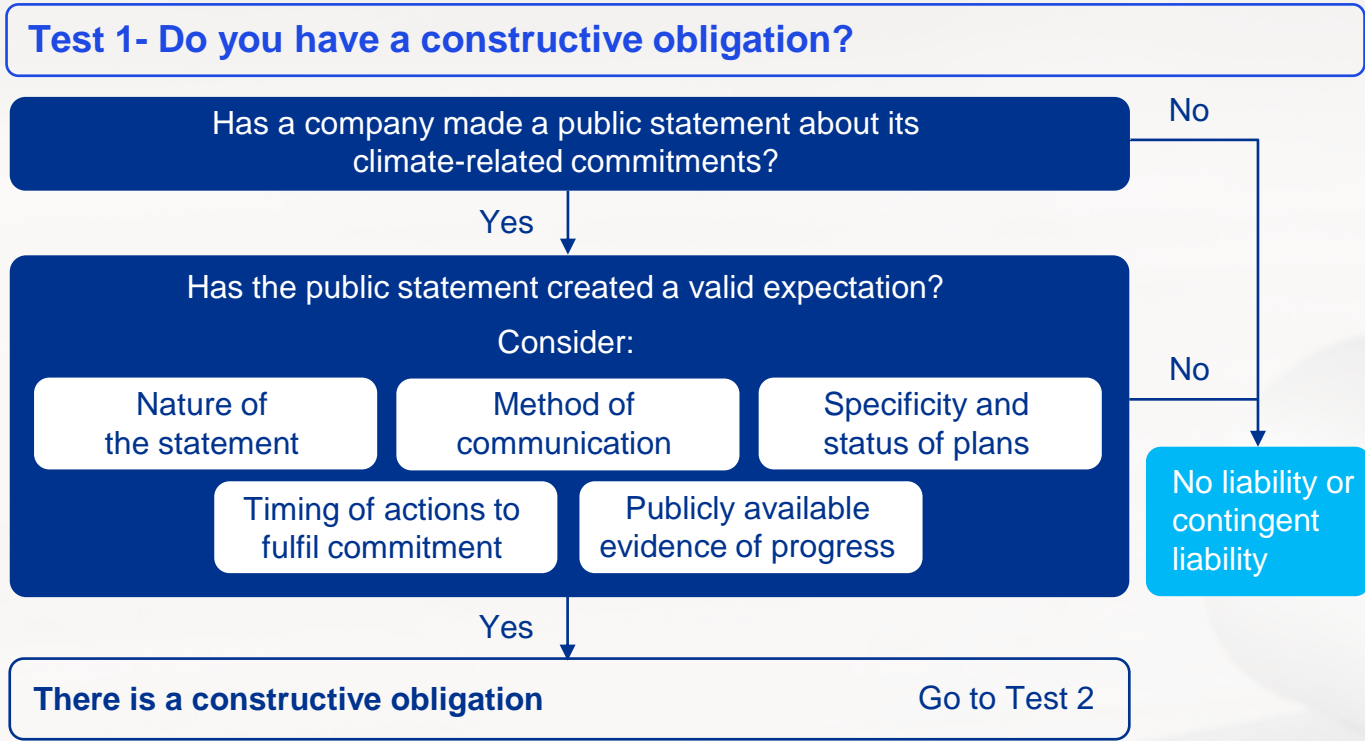 Test 1- Do you have a constructive obligation?
Has a company made a public statement about its
climate-related commitments?
No
Yes
Has the public statement created a valid expectation?
Consider:
Nature of
the statement
Method of
communication
Specificity and
status of plans
Timing of actions to
fulfil commitment
Publicly available
evidence of progress
No
No liability or
contingent
liability
Yes
There is a constructive obligation
Go to Test 2